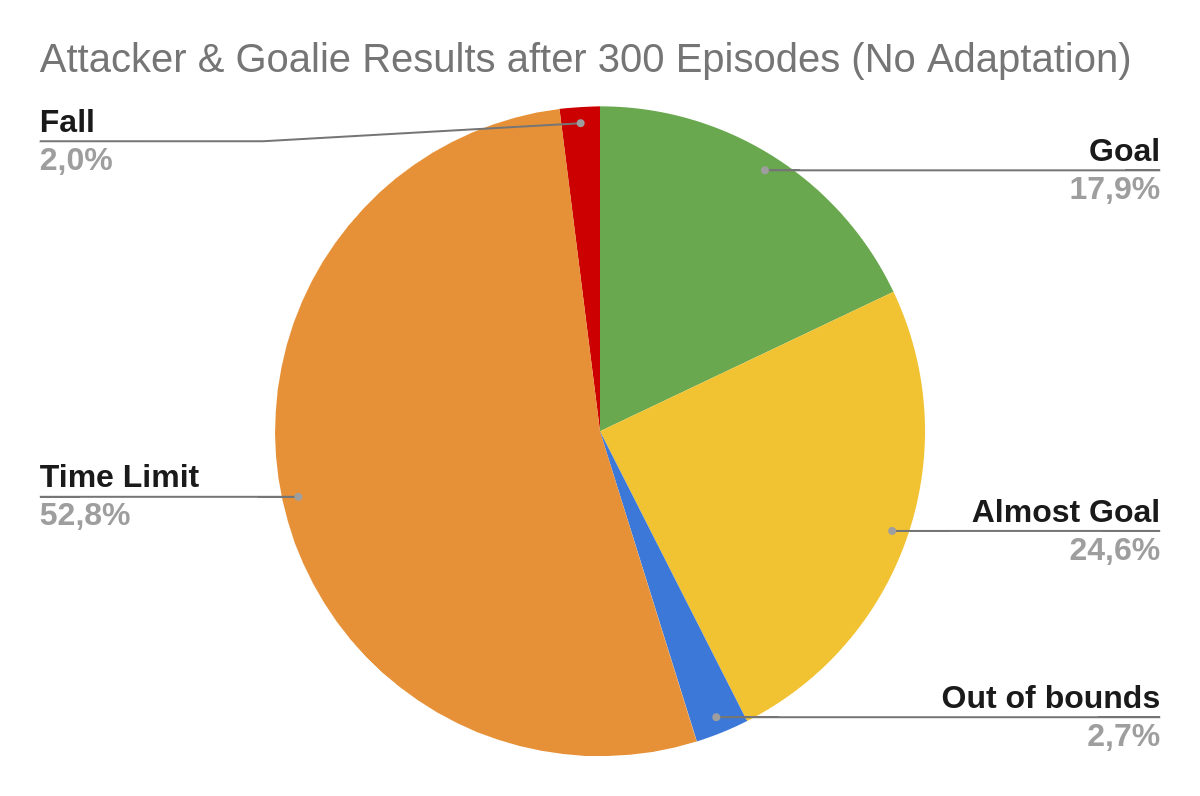 Attacker & Goalie Results after 300 Episodes (No Adaptation)
Fall
2,0%
Goal
17,9%
Time Limit
52,8%
Almost Goal
24,6%
Out of bounds
2,7%